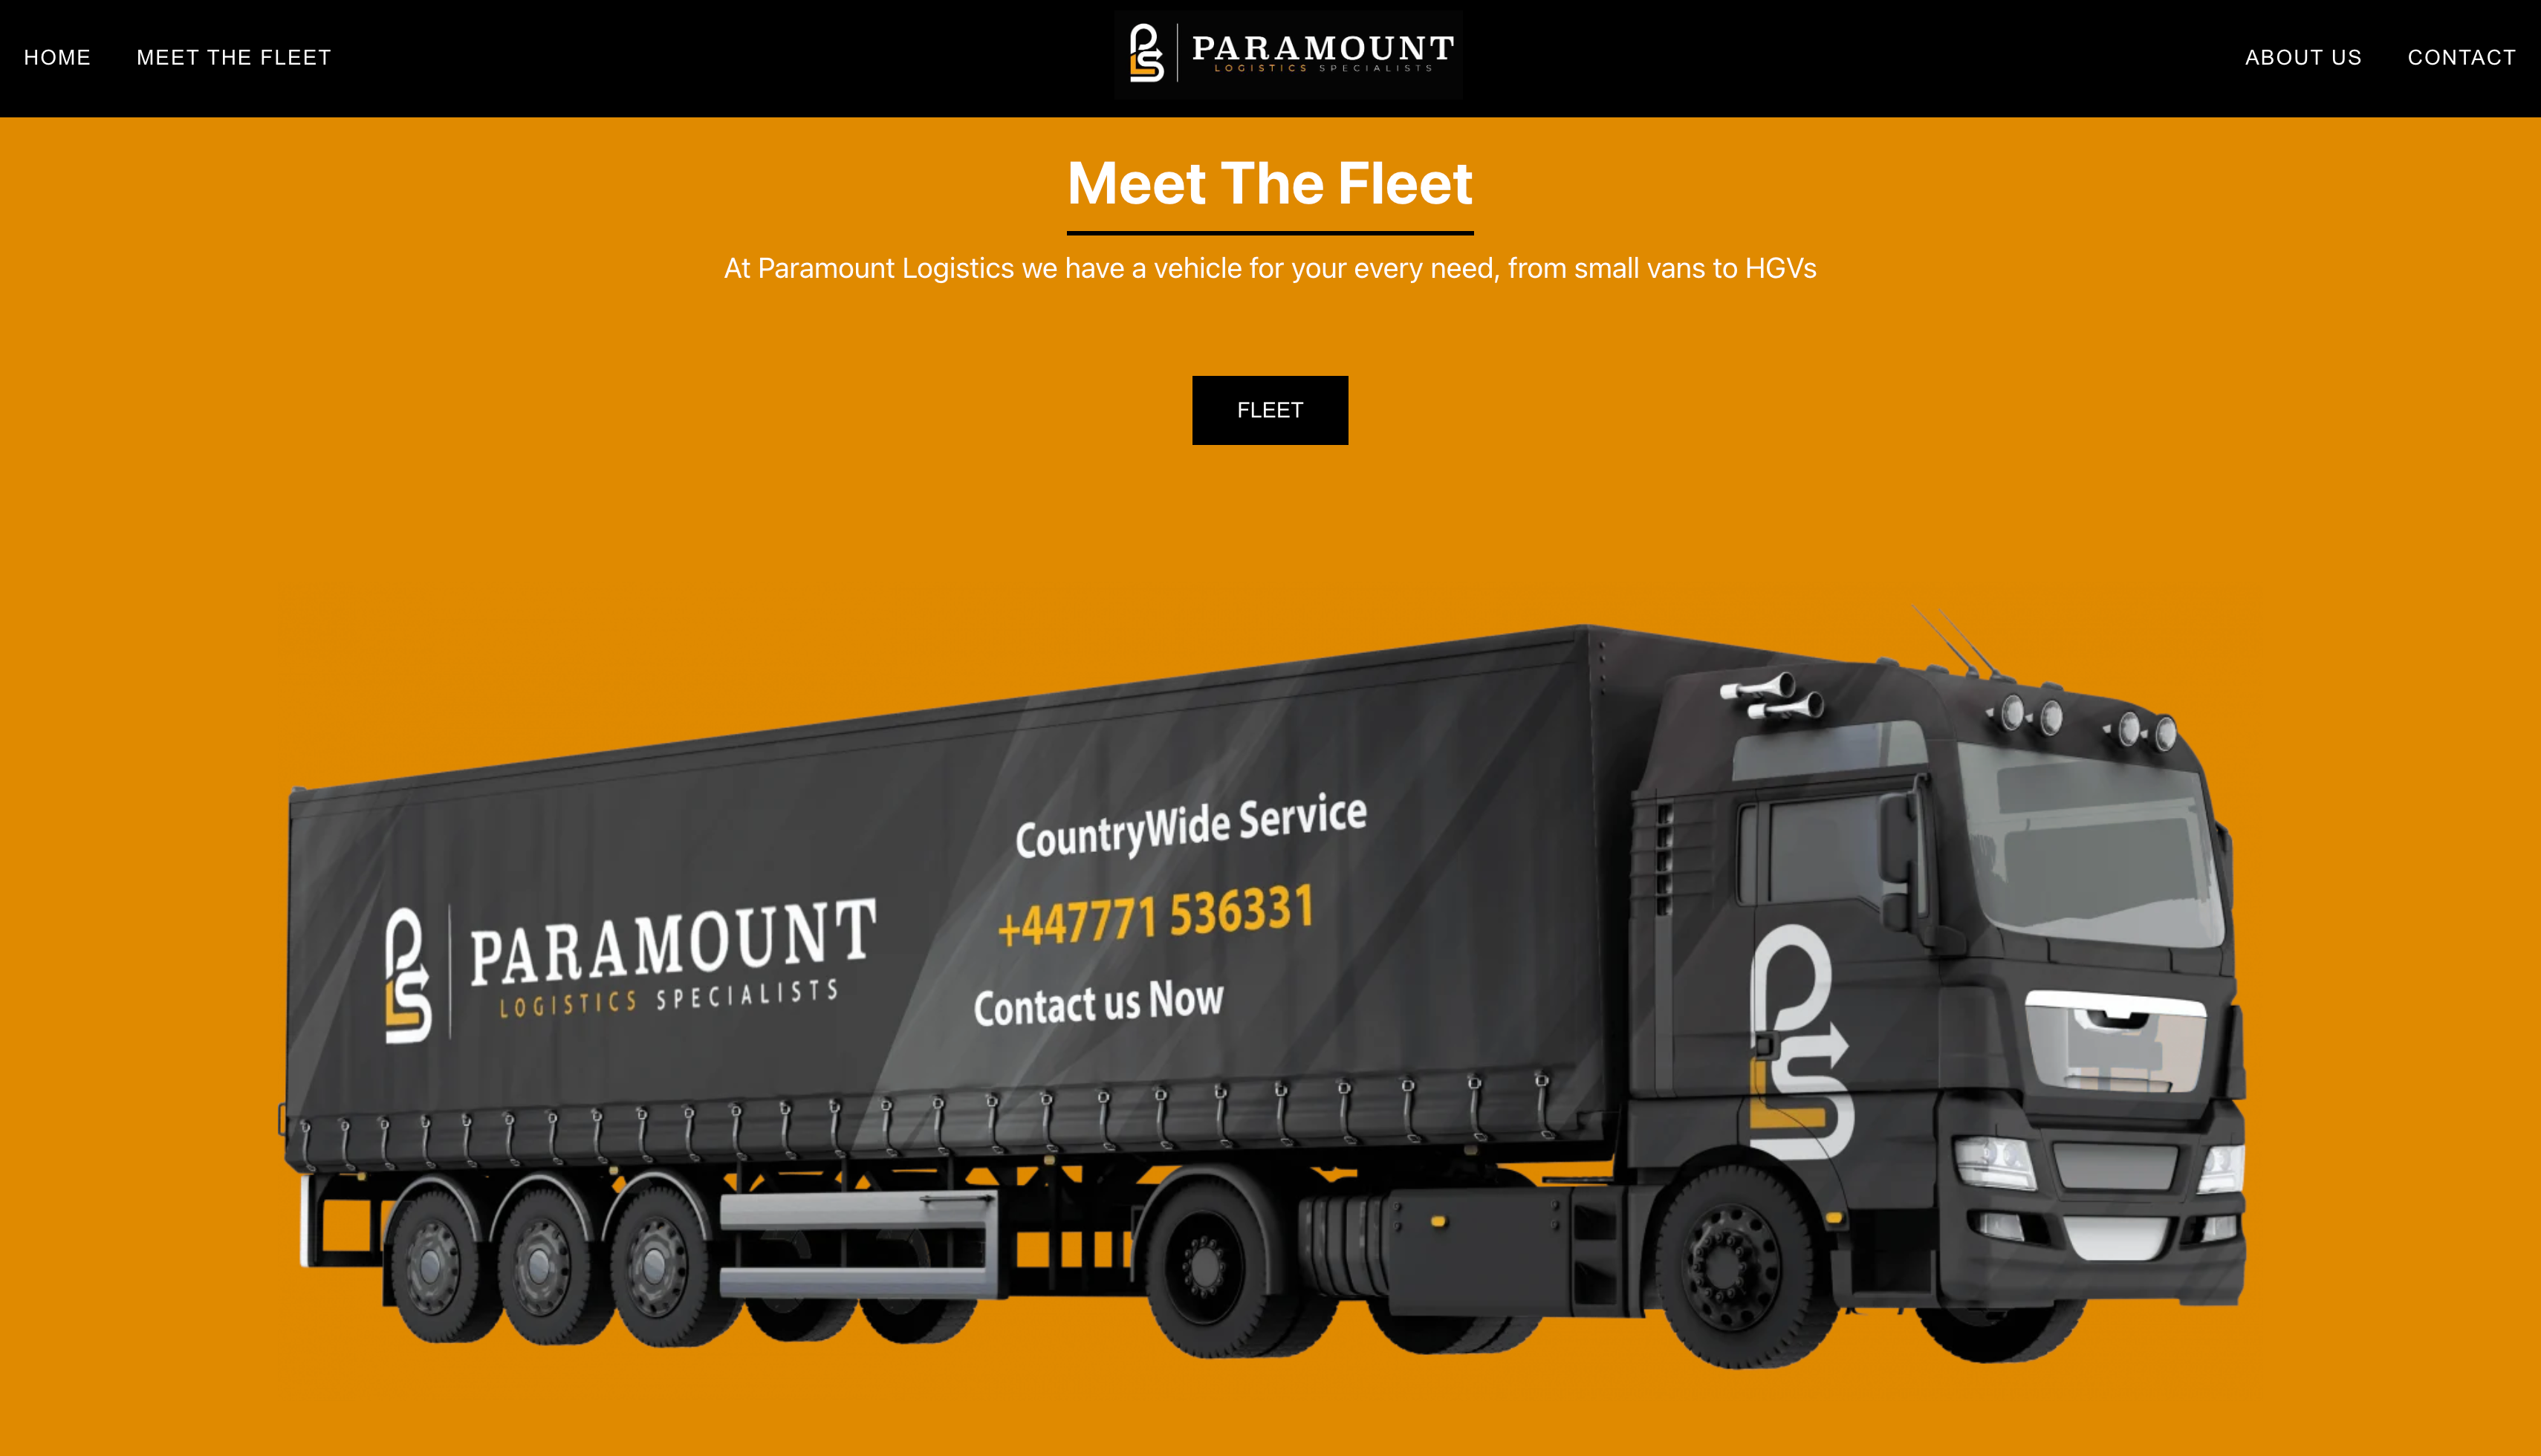 HOME
MEET THE FLEET
PARAMOUNT
LOGISTICS SPECIALISTS
ABOUT US
CONTACT
Meet The Fleet
At Paramount Logistics we have a vehicle for your every need, from small vans to HGVs
FLEET
PARAMOUNT
LOGISTICS SPECIALISTS
CountryWide Service
+447771 536331
Contact us Now